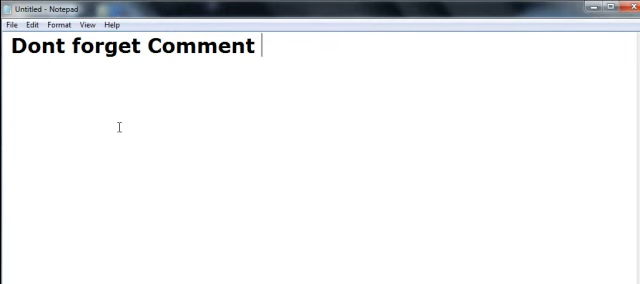 Untitled - Notepad
File Edit Format View Help
Dont forget Comment